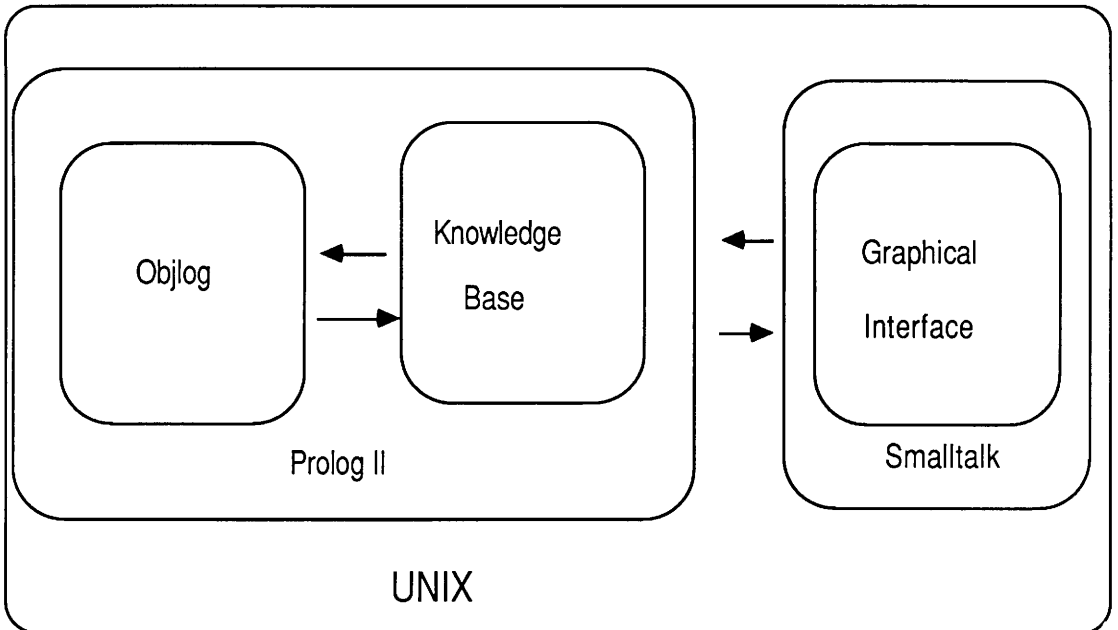 Objlog
Knowledge
Base
Prolog II
Graphical
Interface
Smalltalk
UNIX